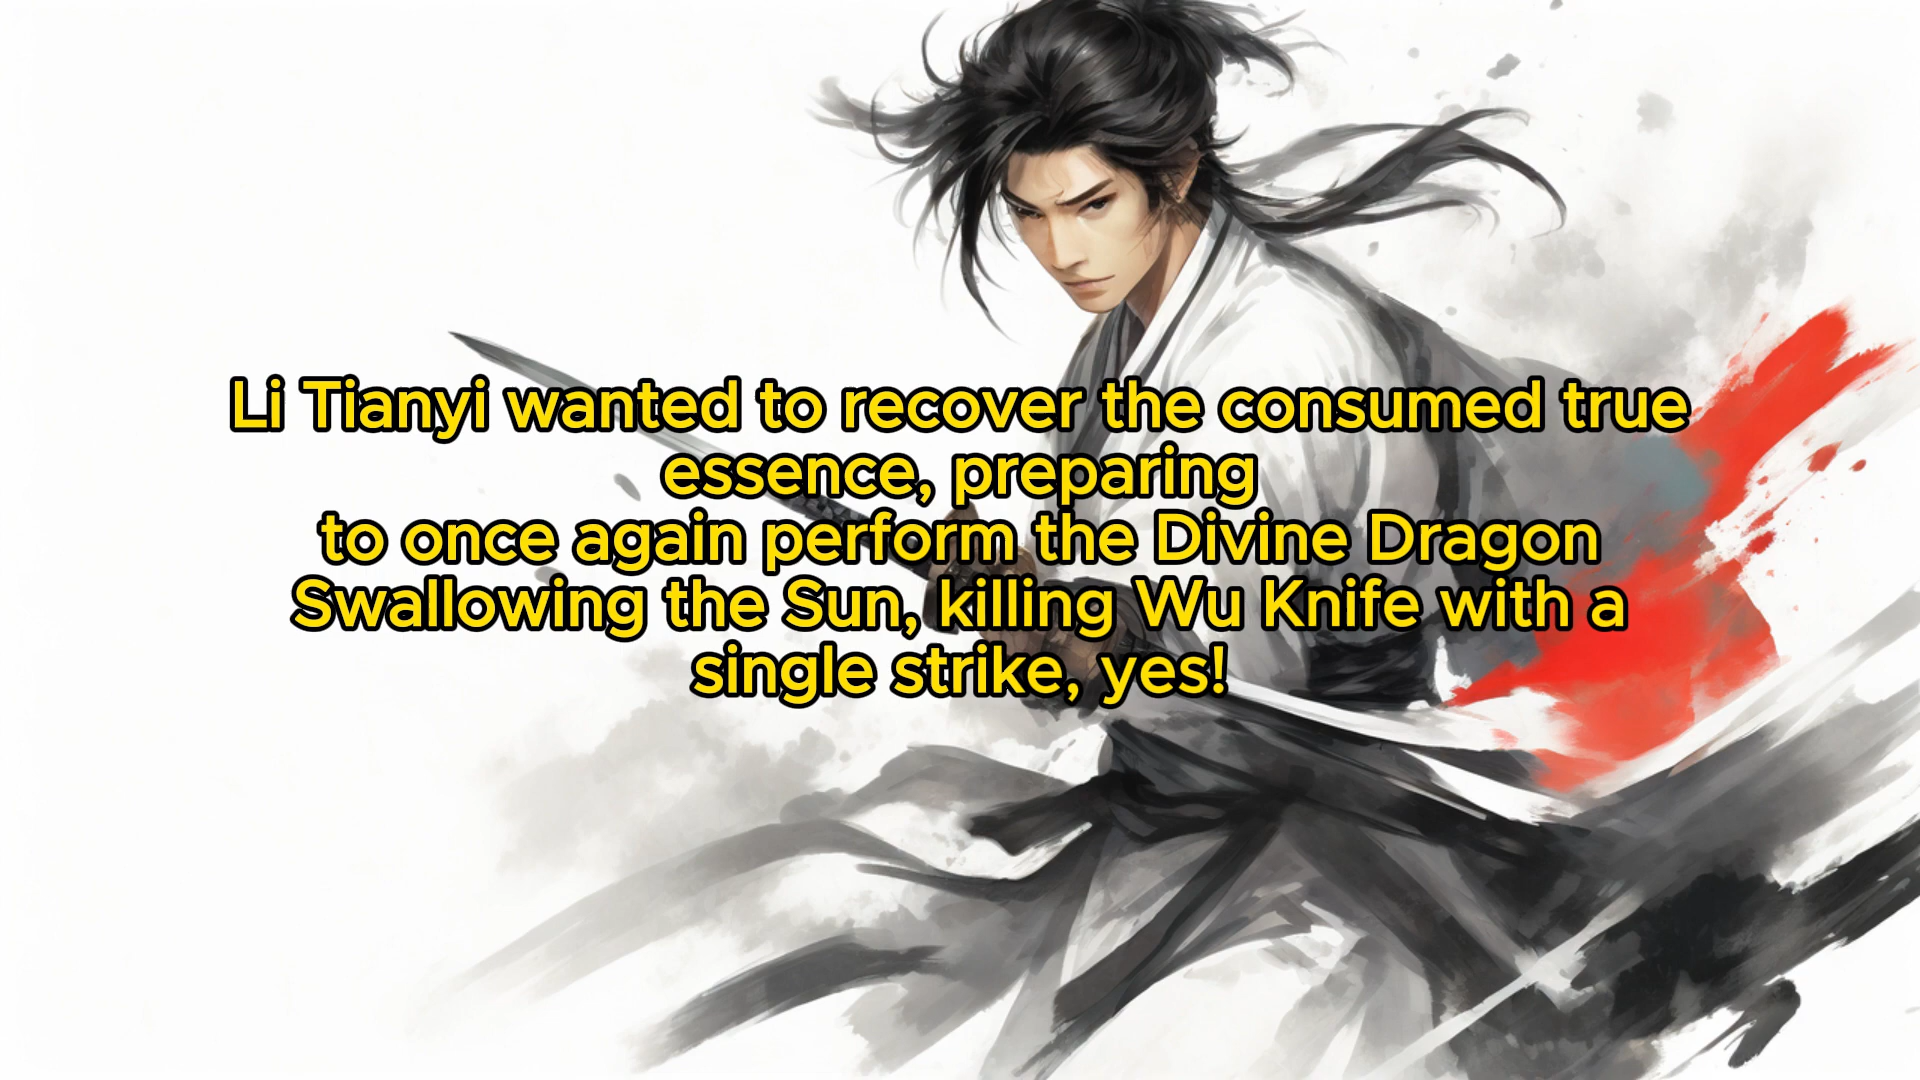 Li Tianyi wanted to recover the consumed true
essence, preparing
to once again perform the Divine Dragon
Swallowing the Sun, killing Wu Knife with a
single strike, yes!